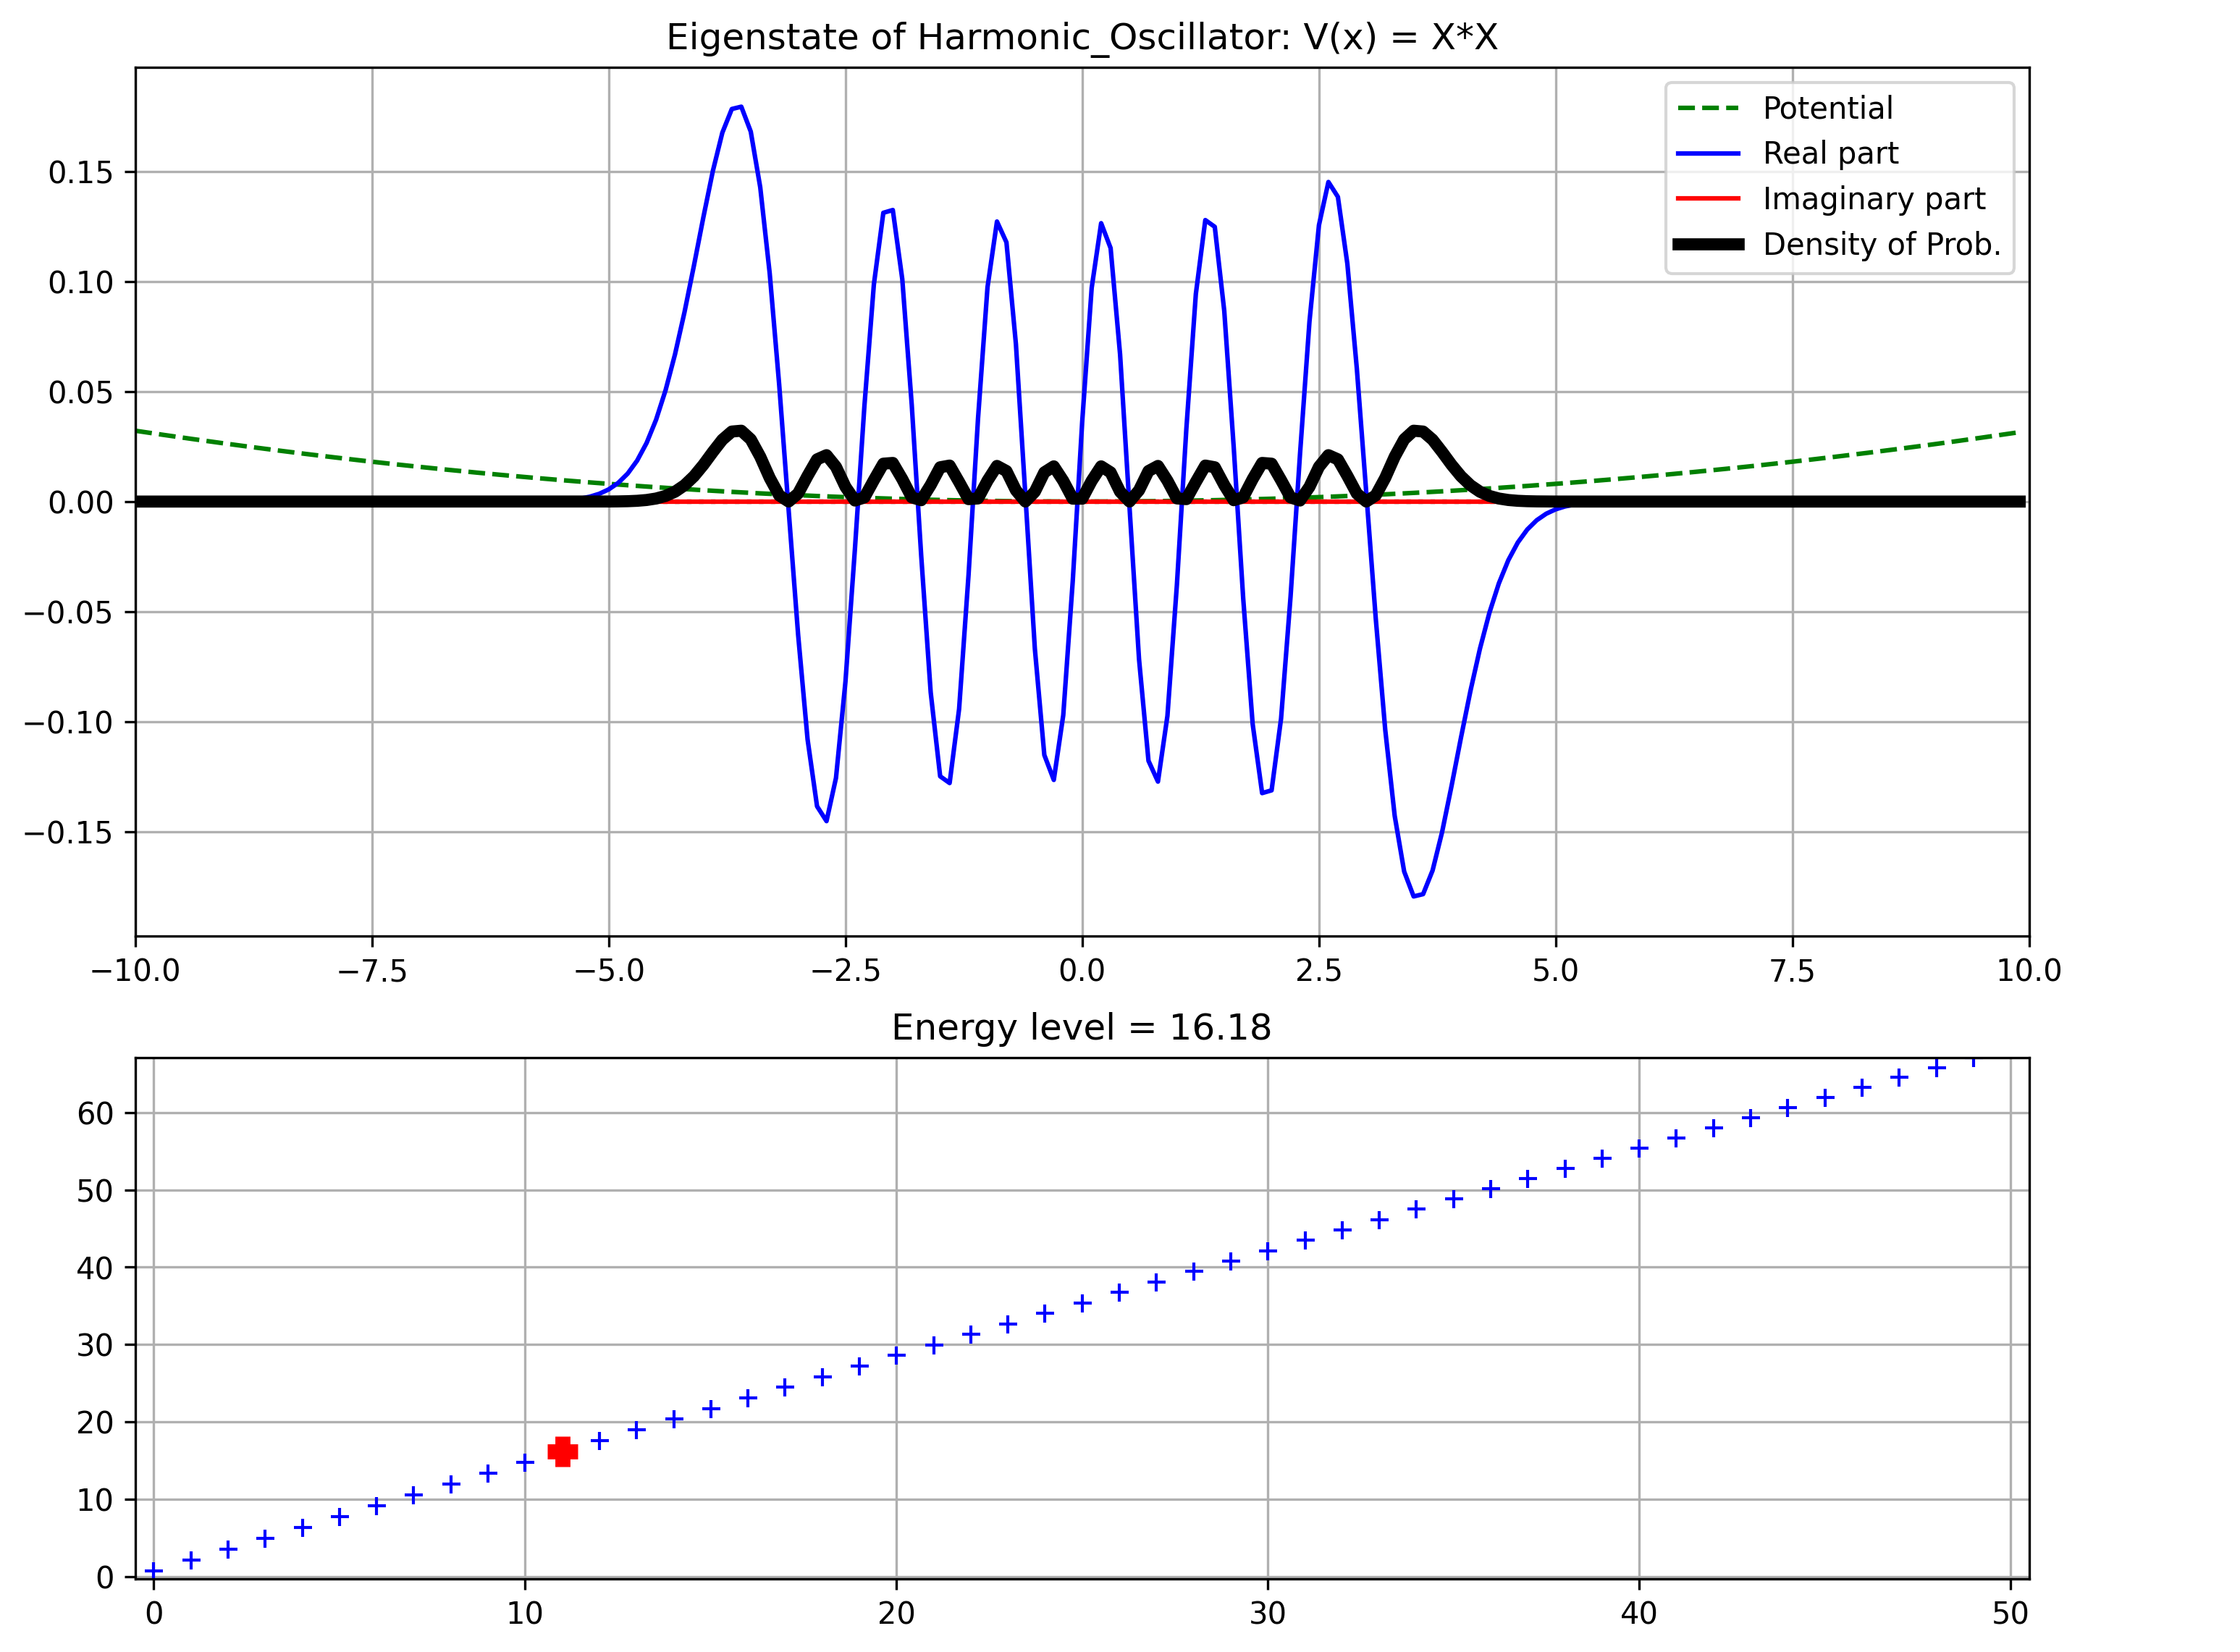 Eigenstate of Harmonic_Oscillator: V(x) = X*X
Potential
Real part
Imaginary part
Density of Prob.
0.15
0.10
0.05
0.00
−0.05
−0.10
−0.15
−10.0 −7.5 −5.0 −2.5 0.0 2.5 5.0 7.5 10.0
Energy level = 16.18
60
50
40
30
20
10
0
0 10 20 30 40 50